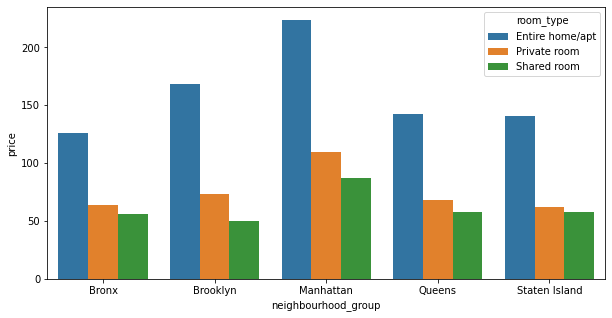 room_type
Entire home/apt
Private room
Shared room
200
150
100
50
0
price
Bronx
Brooklyn
Manhattan
Queens
Staten Island
neighbourhood_group